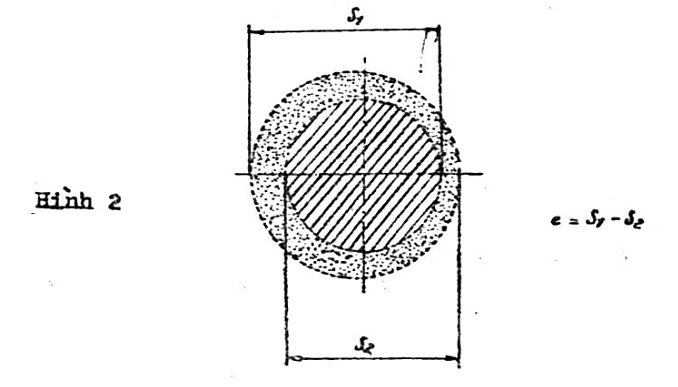 S1
Hình 2
e = S1 - S2
S2